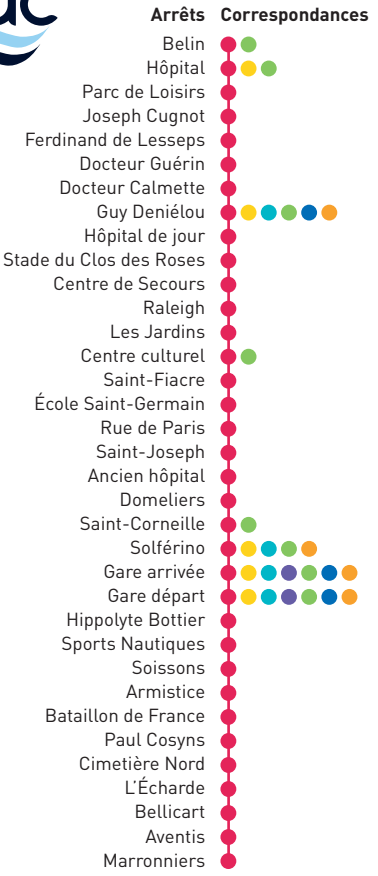 Arrêts Correspondances
Belin
Hôpital
Parc de Loisirs
Joseph Cugnot
Ferdinand de Lesseps
Docteur Guérin
Docteur Calmette
Guy Deniélou
Hôpital de jour
Stade du Clos des Roses
Centre de Secours
Raleigh
Les Jardins
Centre culturel
Saint-Fiacre
École Saint-Germain
Rue de Paris
Saint-Joseph
Ancien hôpital
Domeliers
Saint-Corneille
Solférino
Gare arrivée
Gare départ
Hippolyte Bottier
Sports Nautiques
Soissons
Armistice
Bataillon de France
Paul Cosyns
Cimetière Nord
L'Écharde
Bellicart
Aventis
Marronniers